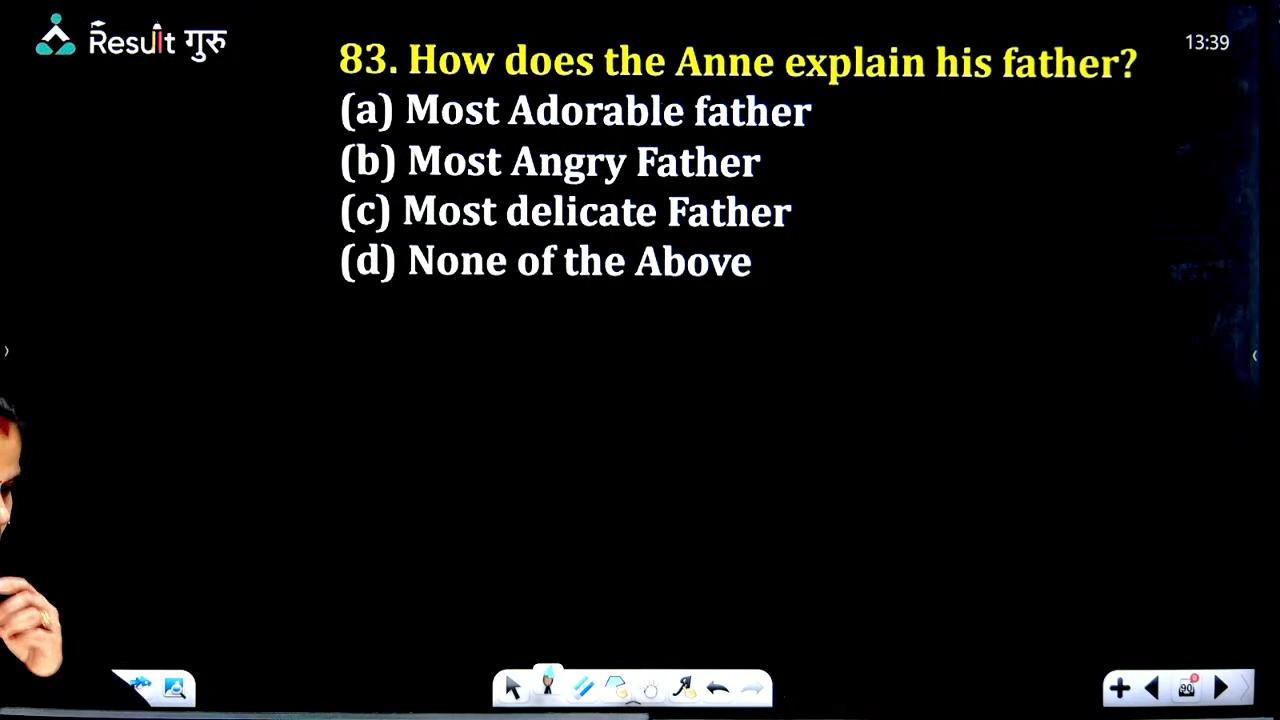 Result गुरु
13:39
83. How does the Anne explain his father?
(a) Most Adorable father
(b) Most Angry Father
(c) Most delicate Father
(d) None of the Above
90